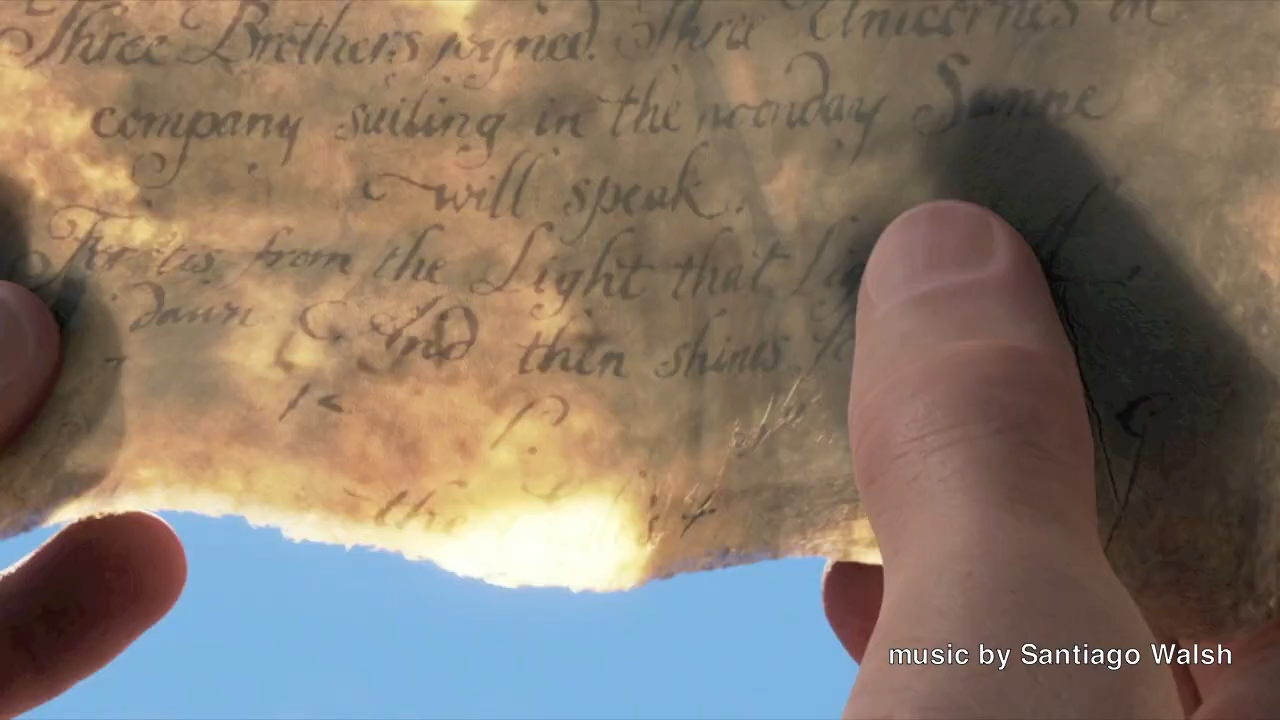 Three Brothers joyned. Three Unicornes in
company sailing in the noonday Sunne
will speak.
For tis from the Light that
dawn And then shines
the
music by Santiago Walsh